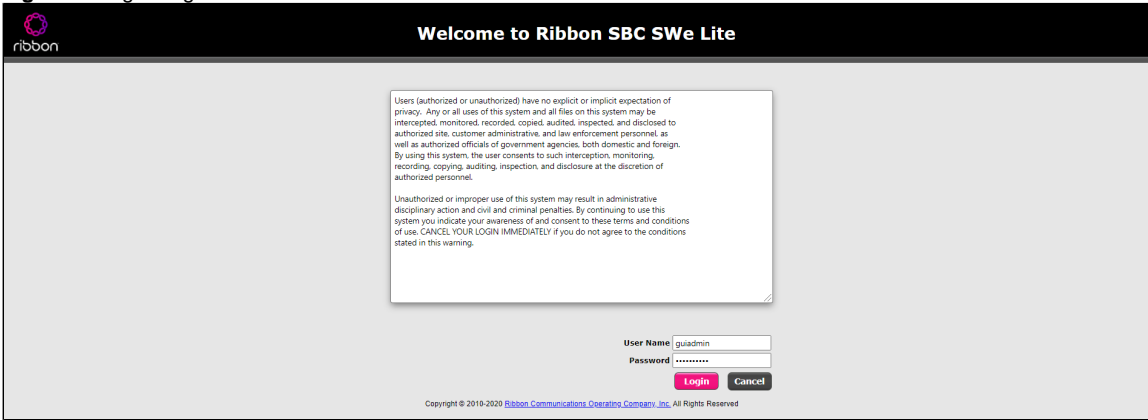 ribbon
Welcome to Ribbon SBC SWe Lite
Users (authorized or unauthorized) have no explicit or implicit expectation of
privacy. Any or all uses of this system and all files on this system may be
intercepted, monitored, recorded, copied, audited, inspected, and disclosed to
authorized site, customer administrative, and law enforcement personnel, as
well as authorized officials of government agencies, both domestic and foreign.
By using this system, the user consents to such interception, monitoring,
recording, copying, auditing, inspection, and disclosure at the discretion of
authorized personnel.
Unauthorized or improper use of this system may result in administrative
disciplinary action and civil and criminal penalties. By continuing to use this
system you indicate your awareness of and consent to these terms and conditions
of use. CANCEL YOUR LOGIN IMMEDIATELY if you do not agree to the conditions
stated in this warning.
User Name guiadmin
Password ••••••••••
Login Cancel
Copyright © 2010-2020 Ribbon Communications Operating Company, Inc. All Rights Reserved